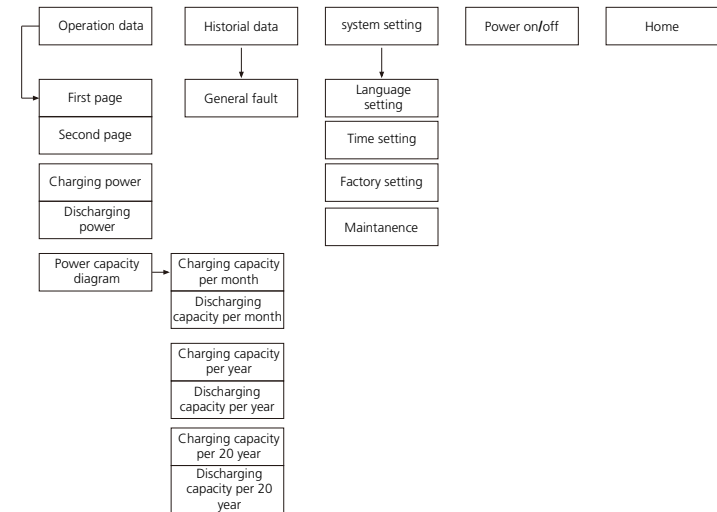 Operation data
Historial data
system setting
Power on/off
Home
First page
General fault
Language
setting
Second page
Time setting
Charging power
Factory setting
Discharging
power
Maintanence
Power capacity
diagram
Charging capacity
per month
Discharging
capacity per month
Charging capacity
per year
Discharging
capacity per year
Charging capacity
per 20 year
Discharging
capacity per 20
year